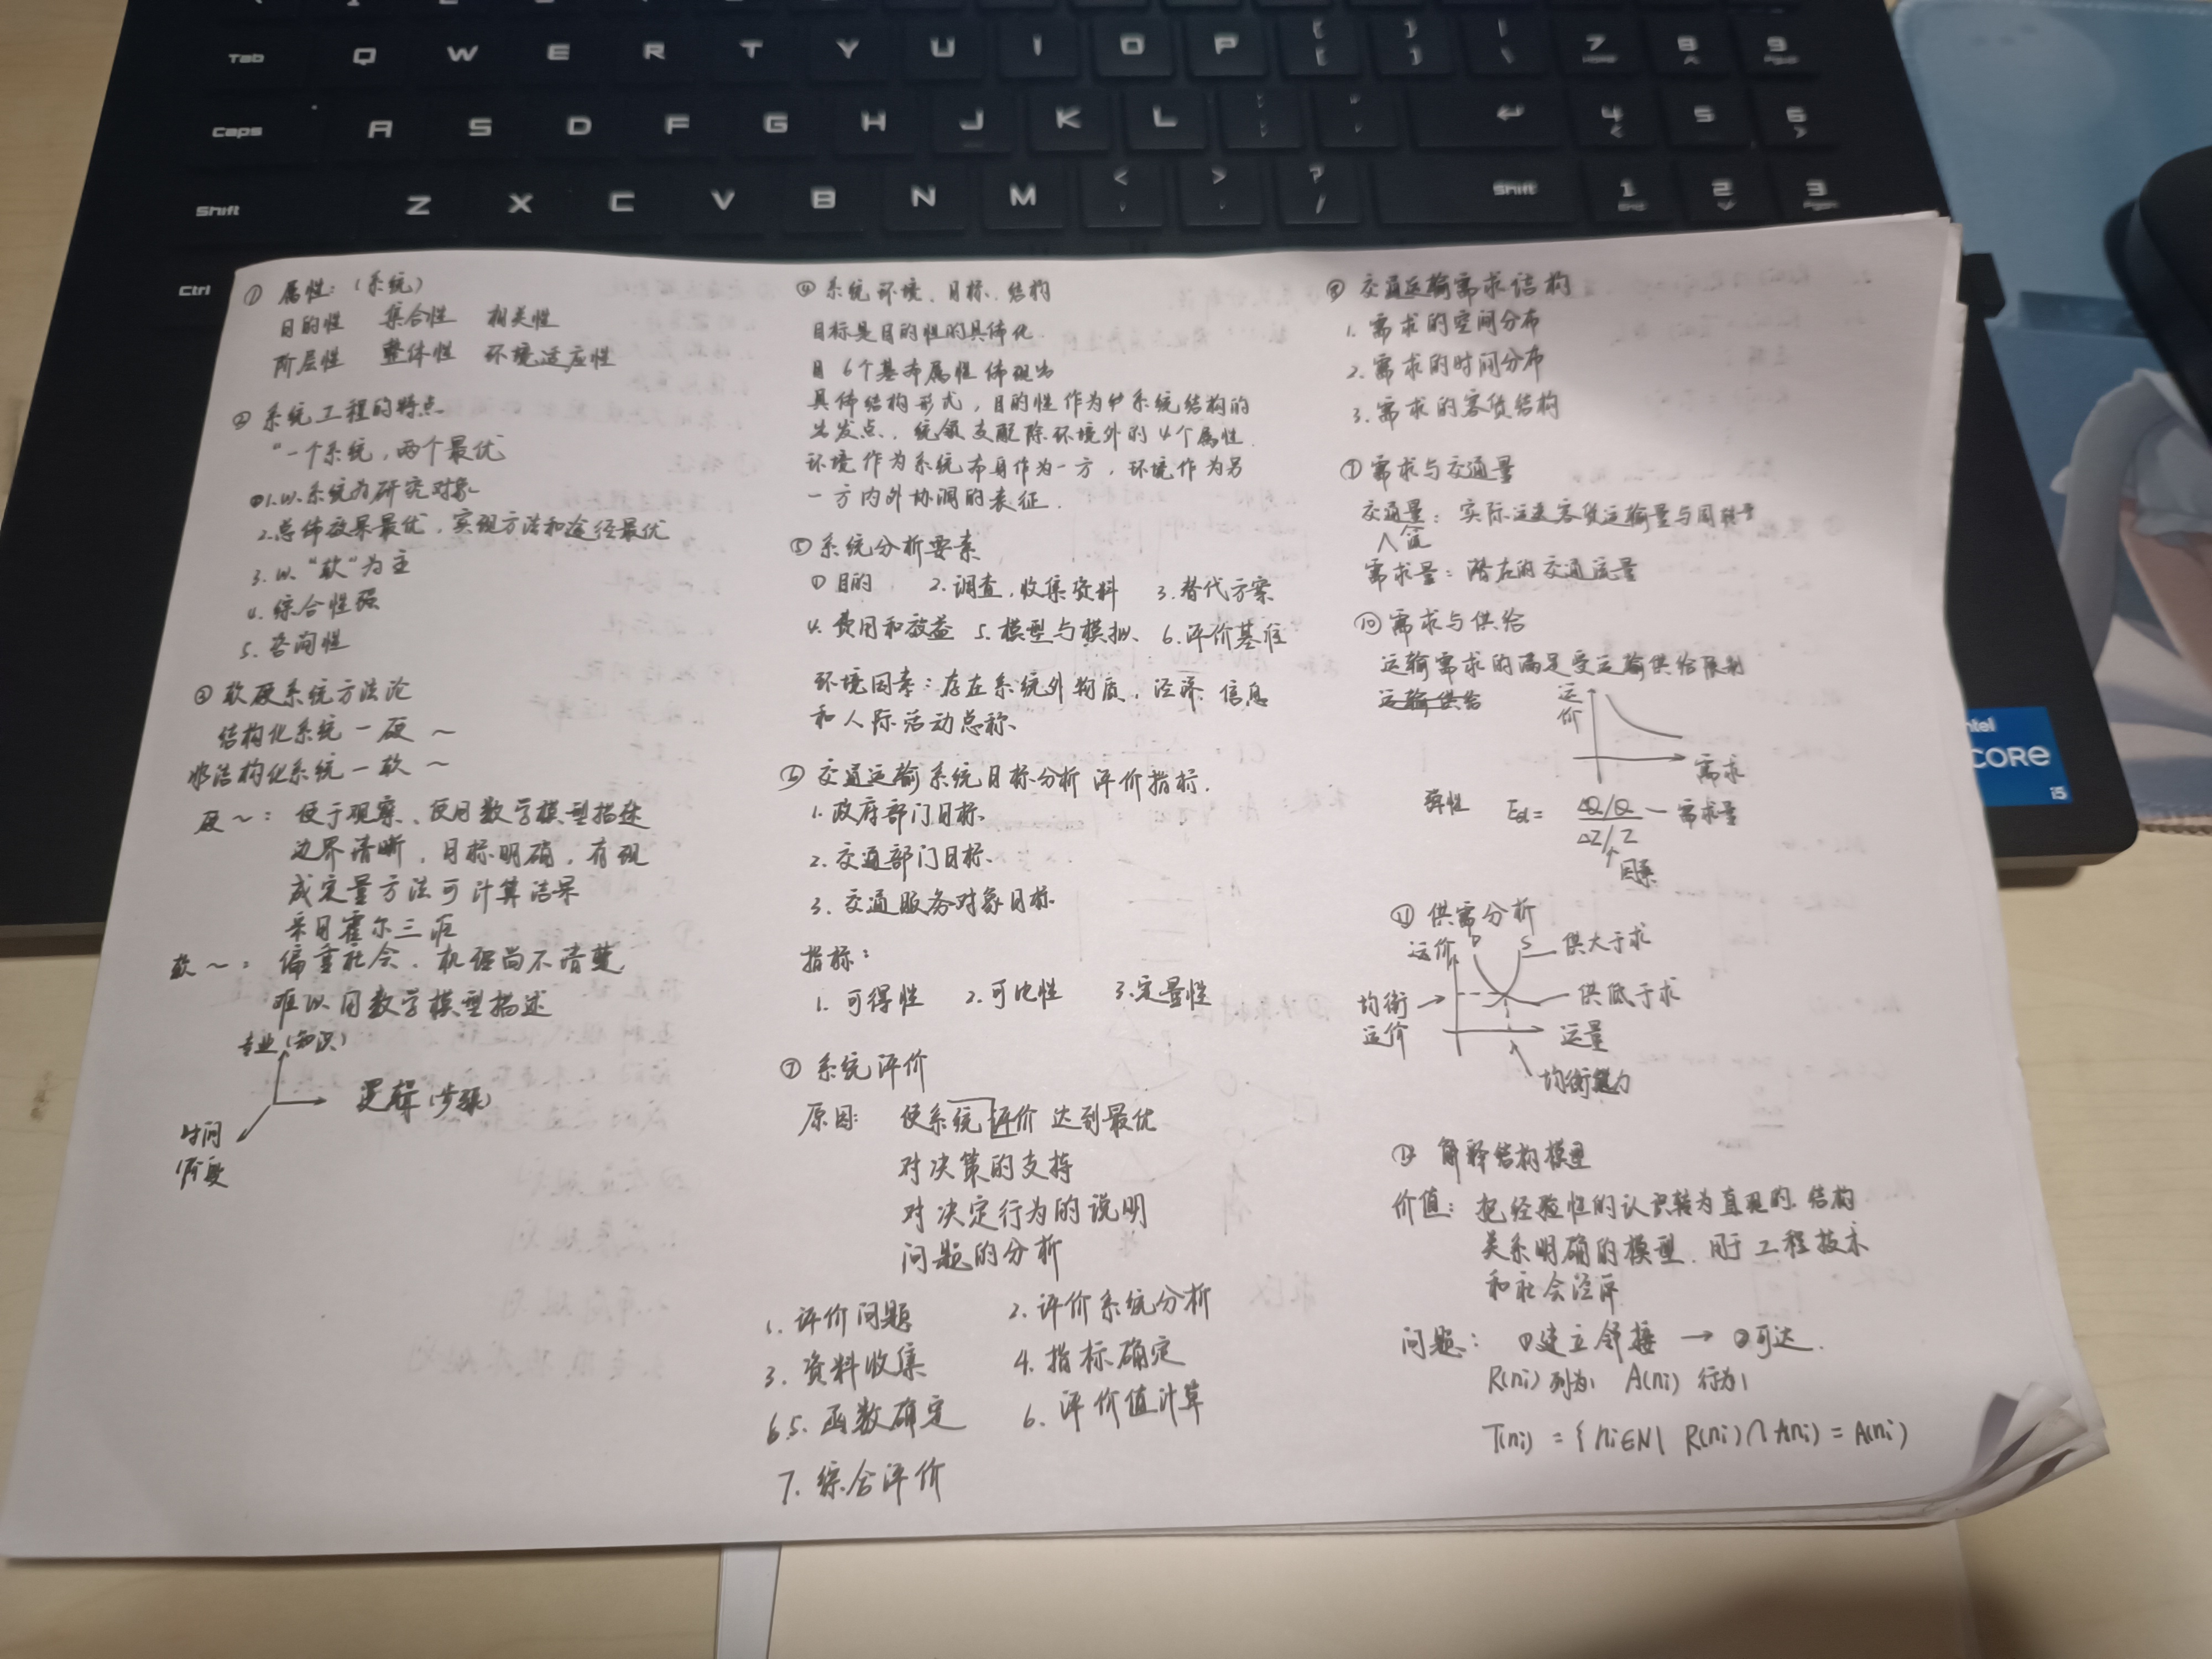 Tab Q W E R T Y U I O P { [ } ] | \ 7 8 9
Caps A S D F G H J K L 4 5 6
Shift Z X C V B N M < > ? / Shift 1 2 3
Ctrl
① 属性：（系统）
目的性 集合性 相关性
阶层性 整体性 环境适应性
② 系统工程的特点
“一个系统，两个最优
1.以系统为研究对象
2.总体效果最优，实现方法和途径最优
3.以“软”为主
4.综合性强
5.咨询性
③ 软硬系统方法论
结构化系统—硬～
结构化系统—软～
硬～：便于观察、使用数学模型描述
边界清晰，目标明确，有现
成定量方法可计算结果
采用霍尔三
软～：偏重社会、机理尚不清楚
难以用数学模型描述
专业（知识）
逻辑（步骤）
时间
（阶段
④ 系统环境、目标、结构
目标是目的性的具体化
6个基本属性体现出
具体结构形式，目的性作为系统结构的
出发点，统领支配除环境外的4个属性
环境作为系统本身作为一方，环境作为另
一方内外协调的表征．
⑤ 系统分析要素
① 目的 2.调查，收集资料 3.替代方案
4.费用和效益 5.模型与模拟、 6.评价基准
环境因素：存在系统外物质，经济 信息
和人际活动总称、
⑥ 交通运输系统目标分析 评价指标．
1.政府部门目标
2.交通部门目标、
3.交通服务对象目标
指标：
1.可得性 2.可比性 3.定量性
⑦ 系统评价
原因： 使系统评价 达到最优
对决策的支持
对决定行为的说明
问题的分析
1.评价问题 2.评价系统分析
3.资料收集 4.指标确定
5.函数确定 6.评价值计算
7.综合评价
⑧ 交通运输需求结构
1.需求的空间分布
2.需求的时间分布
3.需求的客货结构
需求与交通量
交通量：实际运送客货运输量与周转量
需求量：潜在的交通流量
⑩ 需求与供给
运输需求的满足受运输供给限制
运输供给
运价
需求
弹性 Ed= ΔQ/Q — 需求量
ΔZ/Z
因素
⑪ 供需分析
运价 D S 供大于求
均衡 供低于求
运价 运量
均衡
解释结构模型
价值：把经验性的认识转为直观的、结构
关系明确的模型．用于工程技术
和社会经济
问题： ①建立邻接 → ②可达．
R(ni) 列为1 A(ni) 行为1
T(ni) = { ni∈N | R(ni)∩A(ni) = A(ni)
intel
CORE
i5